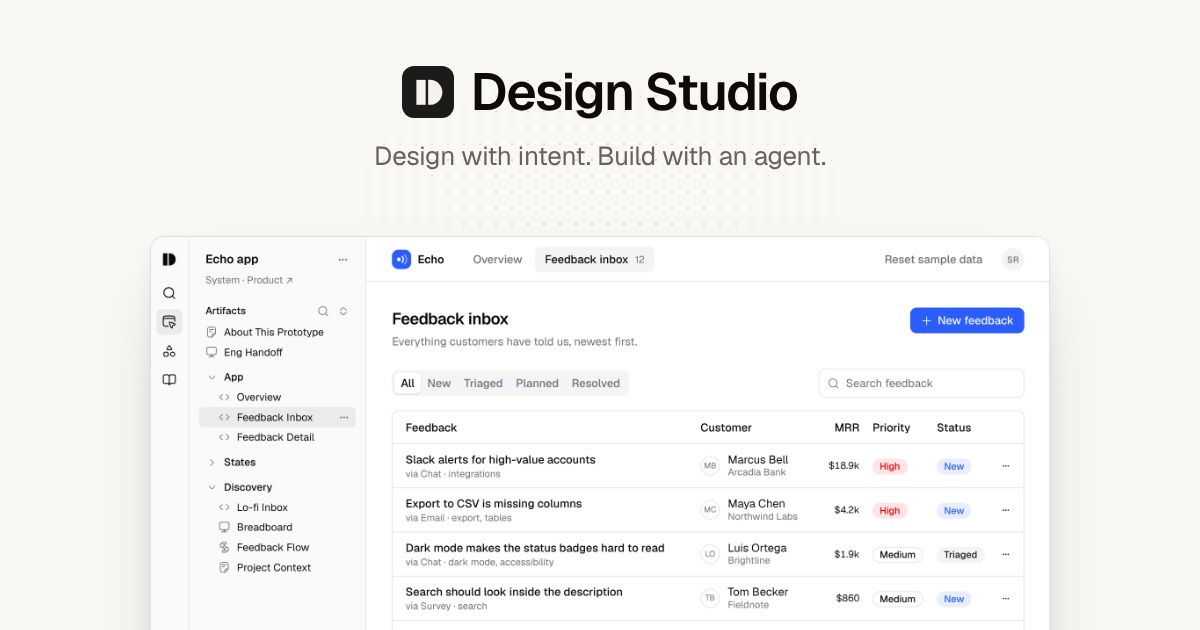 Design Studio
Design with intent. Build with an agent.
Echo app
System · Product ↗
Artifacts
About This Prototype
Eng Handoff
App
Overview
Feedback Inbox
Feedback Detail
States
Discovery
Lo-fi Inbox
Breadboard
Feedback Flow
Project Context
Echo Overview Feedback inbox 12 Reset sample data SR
Feedback inbox
Everything customers have told us, newest first.
+ New feedback
All New Triaged Planned Resolved
Search feedback
Feedback Customer MRR Priority Status
Slack alerts for high-value accounts
via Chat · integrations
MB Marcus Bell
Arcadia Bank
$18.9k High New
Export to CSV is missing columns
via Email · export, tables
MC Maya Chen
Northwind Labs
$4.2k High New
Dark mode makes the status badges hard to read
via Chat · dark mode, accessibility
LO Luis Ortega
Brightline
$1.9k Medium Triaged
Search should look inside the description
via Survey · search
TB Tom Becker
Fieldnote
$860 Medium New